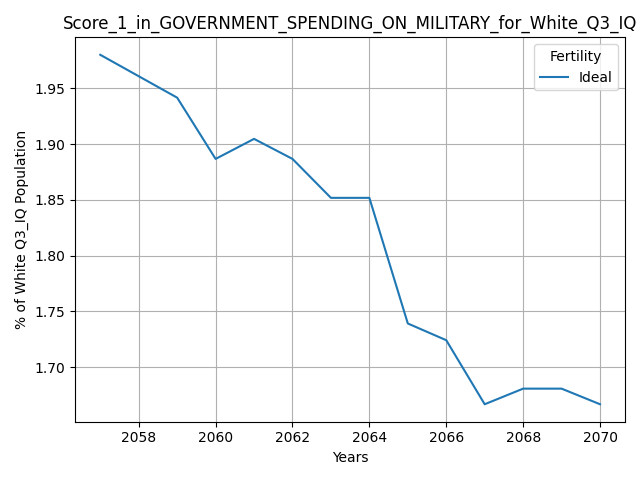 Score_1_in_GOVERNMENT_SPENDING_ON_MILITARY_for_White_Q3_IQ
Fertility
Ideal
% of White Q3_IQ Population
1.95
1.90
1.85
1.80
1.75
1.70
2058 2060 2062 2064 2066 2068 2070
Years